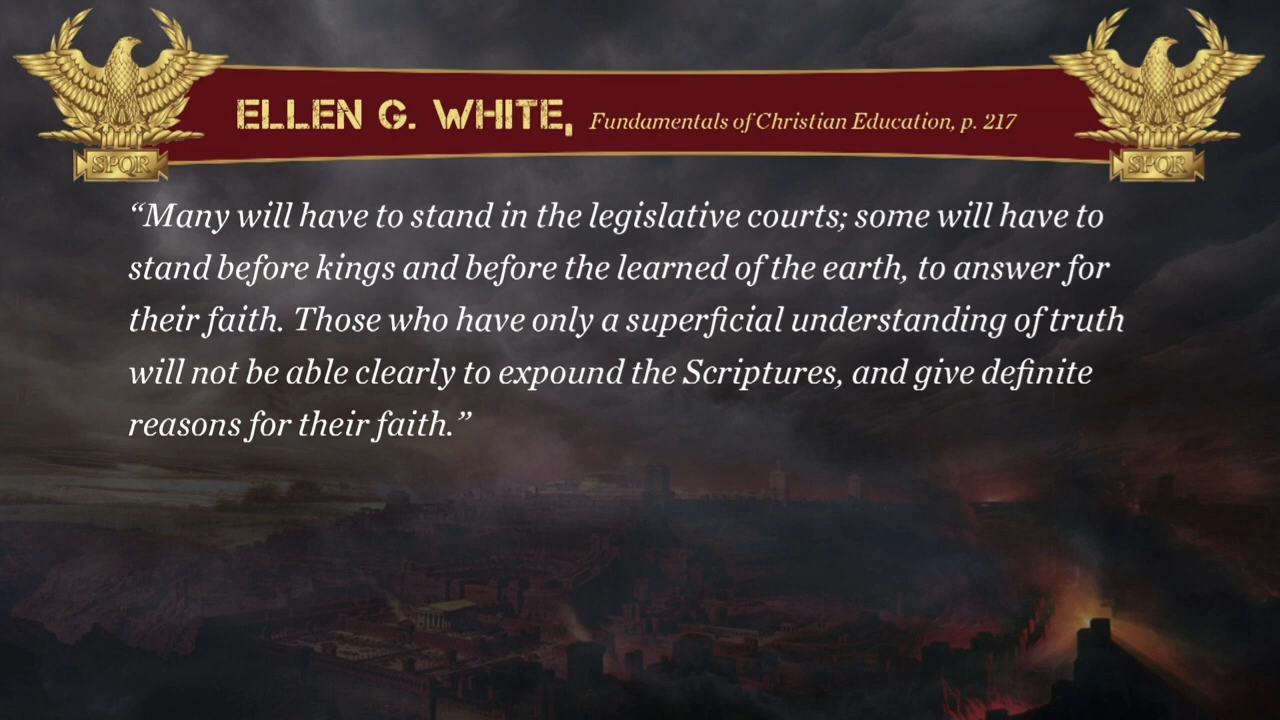 ELLEN G. WHITE, Fundamentals of Christian Education, p. 217
SPQR
SPQR
“Many will have to stand in the legislative courts; some will have to
stand before kings and before the learned of the earth, to answer for
their faith. Those who have only a superficial understanding of truth
will not be able clearly to expound the Scriptures, and give definite
reasons for their faith.”